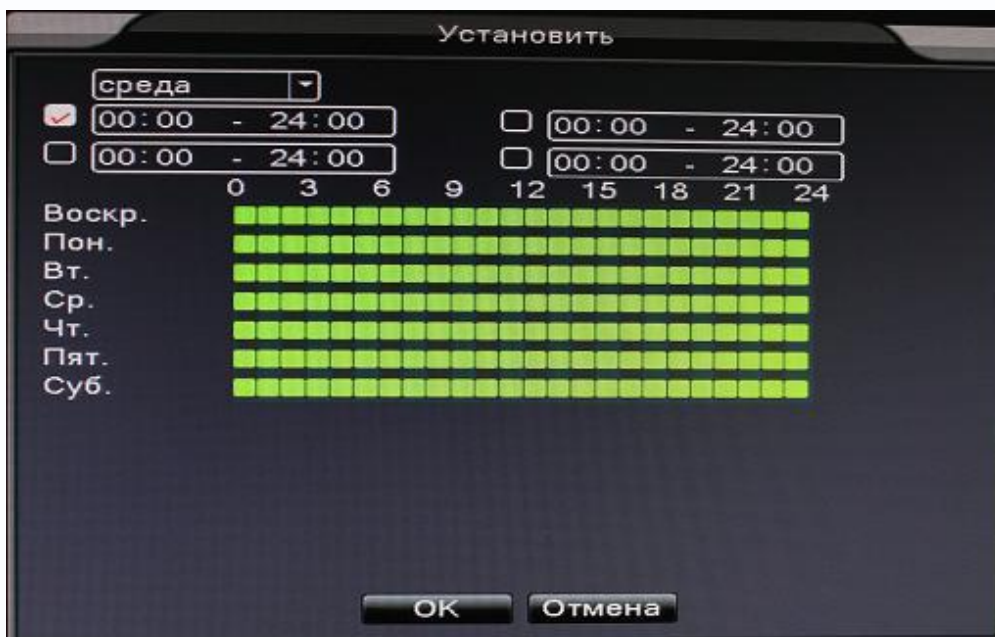 Установить
среда
00:00 - 24:00 00:00 - 24:00
00:00 - 24:00 00:00 - 24:00
0 3 6 9 12 15 18 21 24
Воскр.
Пон.
Вт.
Ср.
Чт.
Пят.
Суб.
OK Отмена